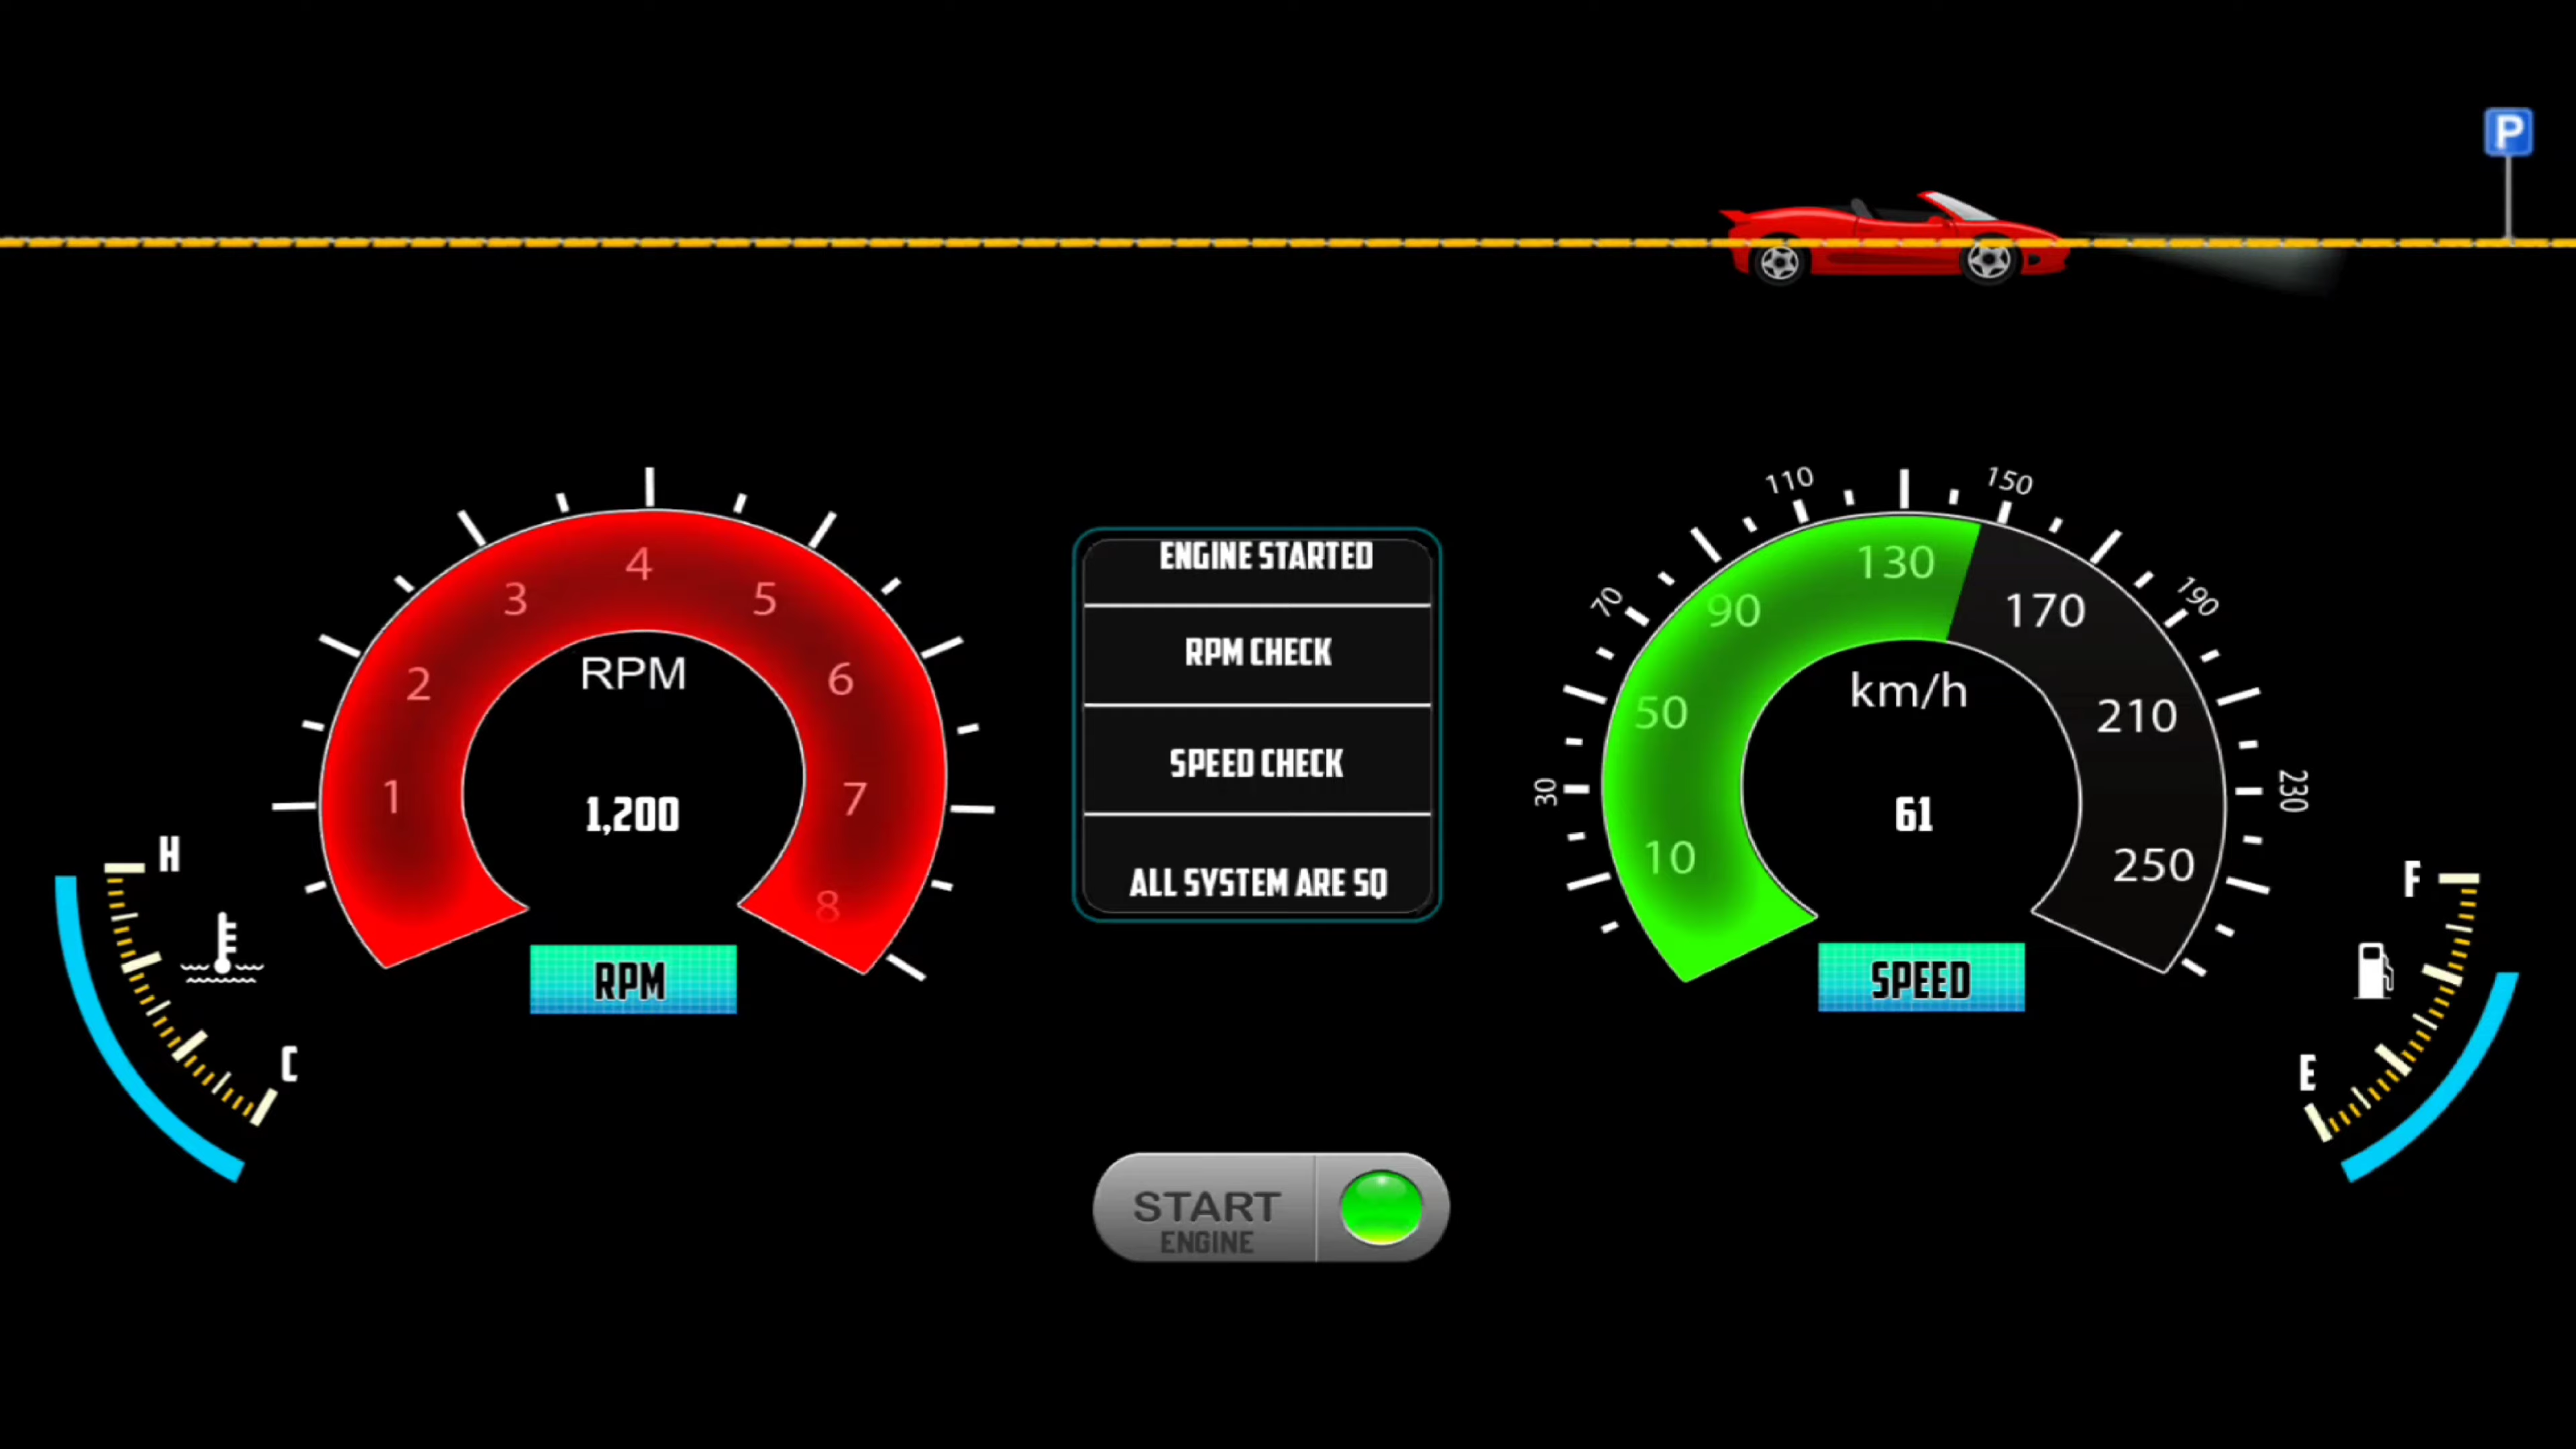 P
ENGINE STARTED
RPM CHECK
SPEED CHECK
ALL SYSTEM ARE SQ
1
2
3
4
5
6
7
8
RPM
1,200
RPM
10
30
50
70
90
110
130
150
170
190
210
230
250
km/h
61
SPEED
H
C
F
E
START
ENGINE